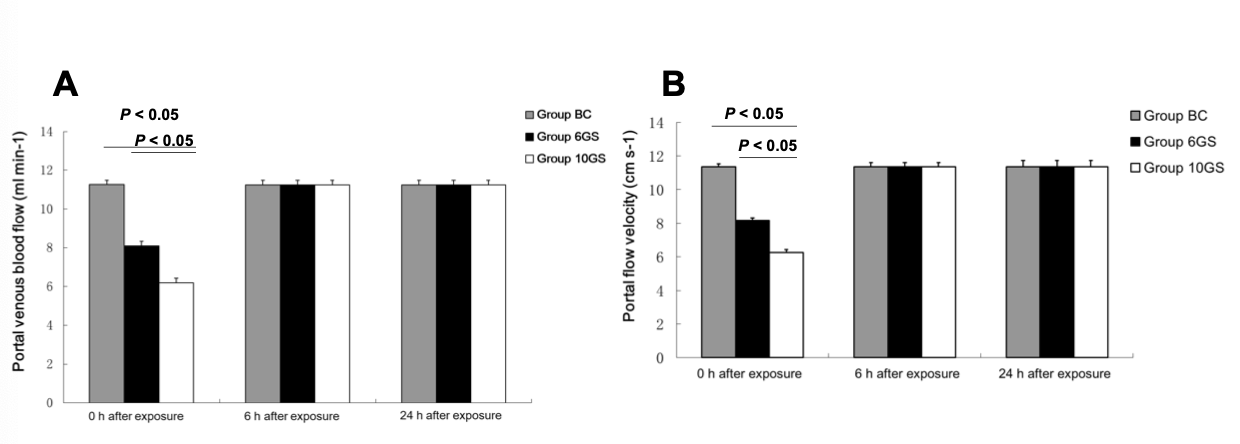 A
P < 0.05
P < 0.05
Portal venous blood flow (ml min-1)
14
12
10
8
6
4
2
0
0 h after exposure
6 h after exposure
24 h after exposure
Group BC
Group 6GS
Group 10GS
B
P < 0.05
P < 0.05
Portal flow velocity (cm s-1)
14
12
10
8
6
4
2
0
0 h after exposure
6 h after exposure
24 h after exposure
Group BC
Group 6GS
Group 10GS